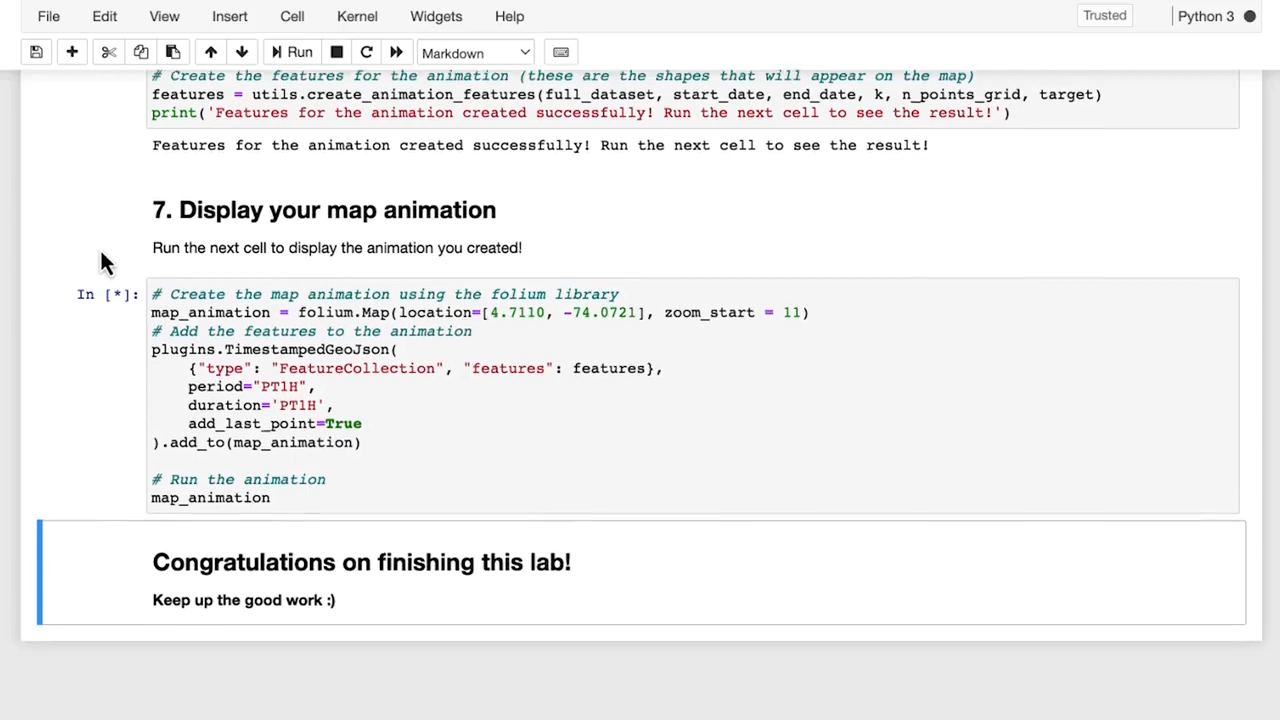 File Edit View Insert Cell Kernel Widgets Help Trusted Python 3
Run Markdown
# Create the features for the animation (these are the shapes that will appear on the map)
features = utils.create_animation_features(full_dataset, start_date, end_date, k, n_points_grid, target)
print('Features for the animation created successfully! Run the next cell to see the result!')
Features for the animation created successfully! Run the next cell to see the result!
7. Display your map animation
Run the next cell to display the animation you created!
In [*]: # Create the map animation using the folium library
map_animation = folium.Map(location=[4.7110, -74.0721], zoom_start = 11)
# Add the features to the animation
plugins.TimestampedGeoJson(
{"type": "FeatureCollection", "features": features},
period="PT1H",
duration='PT1H',
add_last_point=True
).add_to(map_animation)
# Run the animation
map_animation
Congratulations on finishing this lab!
Keep up the good work :)